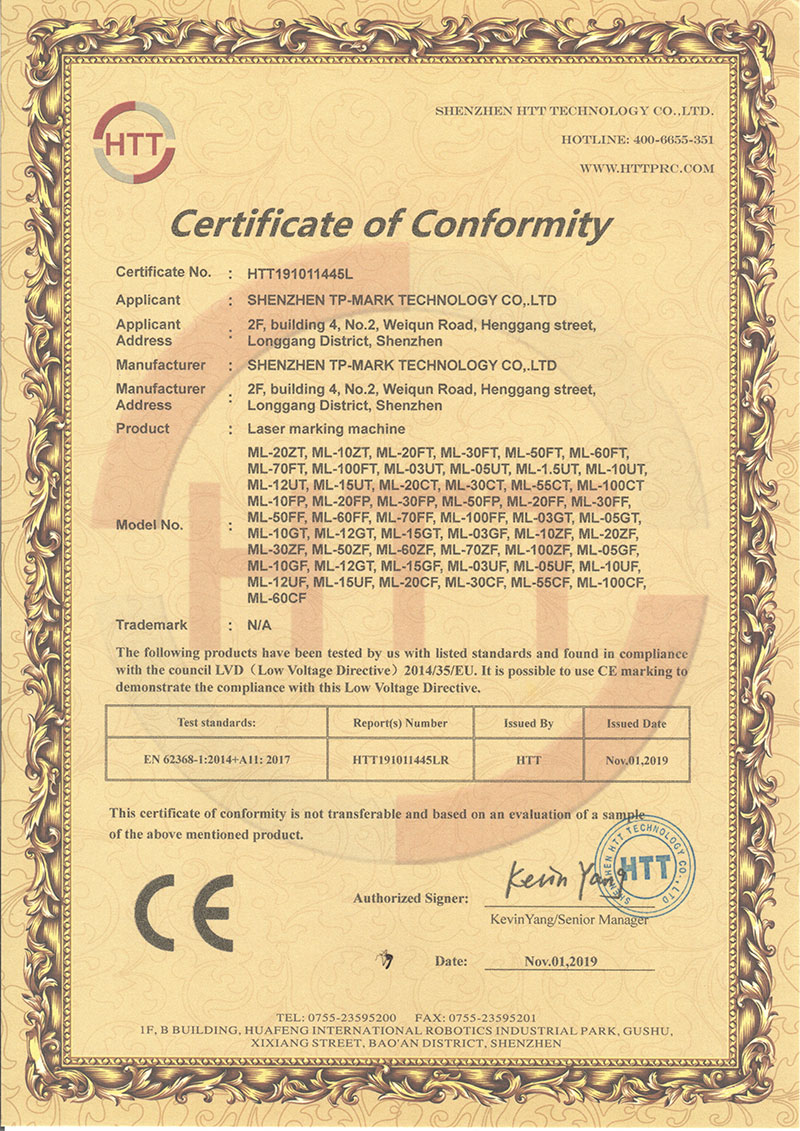 HTT
SHENZHEN HTT TECHNOLOGY CO.,LTD.
HOTLINE: 400-6655-351
WWW.HTTPRC.COM
Certificate of Conformity
Certificate No. : HTT191011445L
Applicant : SHENZHEN TP-MARK TECHNOLOGY CO,.LTD
Applicant Address : 2F, building 4, No.2, Weiqun Road, Henggang street,
Longgang District, Shenzhen
Manufacturer : SHENZHEN TP-MARK TECHNOLOGY CO,.LTD
Manufacturer Address : 2F, building 4, No.2, Weiqun Road, Henggang street,
Longgang District, Shenzhen
Product : Laser marking machine
Model No. :
ML-20ZT, ML-10ZT, ML-20FT, ML-30FT, ML-50FT, ML-60FT,
ML-70FT, ML-100FT, ML-03UT, ML-05UT, ML-1.5UT, ML-10UT,
ML-12UT, ML-15UT, ML-20CT, ML-30CT, ML-55CT, ML-100CT
ML-10FP, ML-20FP, ML-30FP, ML-50FP, ML-20FF, ML-30FF,
ML-50FF, ML-60FF, ML-70FF, ML-100FF, ML-03GT, ML-05GT,
ML-10GT, ML-12GT, ML-15GT, ML-03GF, ML-10ZF, ML-20ZF,
ML-30ZF, ML-50ZF, ML-60ZF, ML-70ZF, ML-100ZF, ML-05GF,
ML-10GF, ML-12GT, ML-15GF, ML-03UF, ML-05UF, ML-10UF,
ML-12UF, ML-15UF, ML-20CF, ML-30CF, ML-55CF, ML-100CF,
ML-60CF
Trademark : N/A
The following products have been tested by us with listed standards and found in compliance
with the council LVD（Low Voltage Directive）2014/35/EU. It is possible to use CE marking to
demonstrate the compliance with this Low Voltage Directive.
Test standards: Report(s) Number Issued By Issued Date
EN 62368-1:2014+A11: 2017 HTT191011445LR HTT Nov.01,2019
This certificate of conformity is not transferable and based on an evaluation of a sample
of the above mentioned product.
CE
Authorized Signer: Kevin Yang
KevinYang/Senior Manager
SHENZHEN HTT TECHNOLOGY CO.,LTD
HTT
Date: Nov.01,2019
TEL: 0755-23595200 FAX: 0755-23595201
1F, B BUILDING, HUAFENG INTERNATIONAL ROBOTICS INDUSTRIAL PARK, GUSHU,
XIXIANG STREET, BAO'AN DISTRICT, SHENZHEN